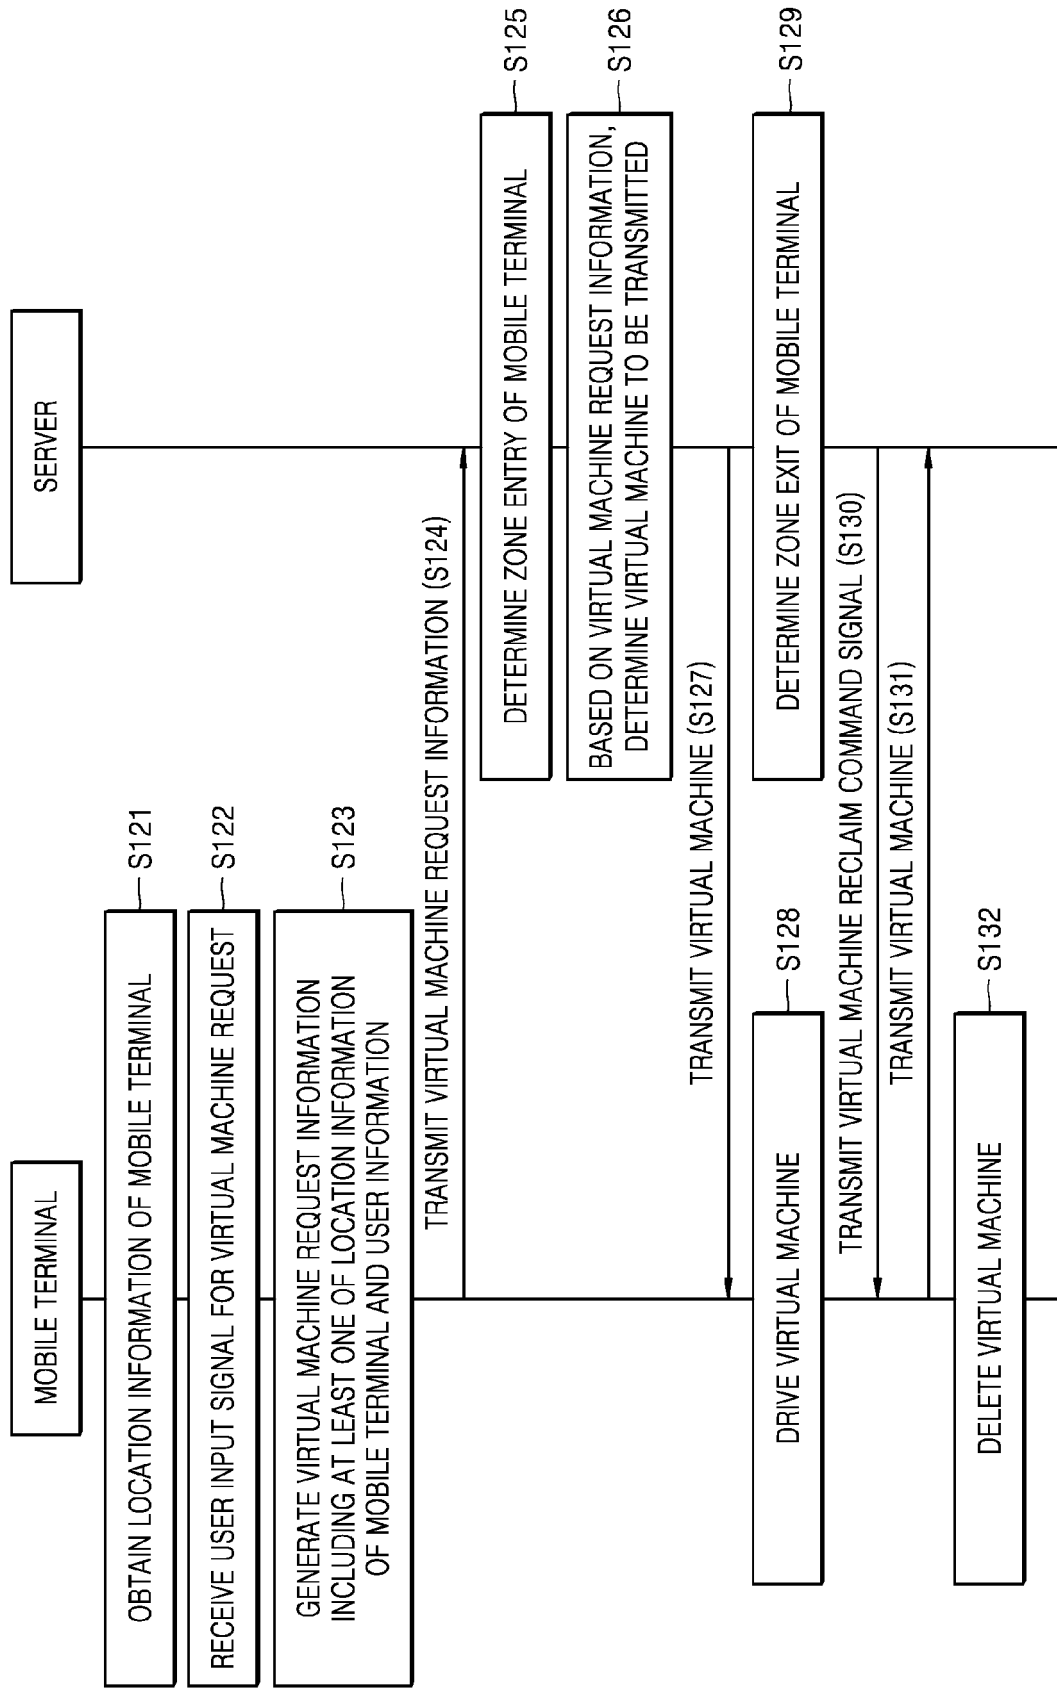 MOBILE TERMINAL
SERVER
OBTAIN LOCATION INFORMATION OF MOBILE TERMINAL
S121
RECEIVE USER INPUT SIGNAL FOR VIRTUAL MACHINE REQUEST
S122
GENERATE VIRTUAL MACHINE REQUEST INFORMATION
INCLUDING AT LEAST ONE OF LOCATION INFORMATION
OF MOBILE TERMINAL AND USER INFORMATION
S123
TRANSMIT VIRTUAL MACHINE REQUEST INFORMATION (S124)
DETERMINE ZONE ENTRY OF MOBILE TERMINAL
S125
BASED ON VIRTUAL MACHINE REQUEST INFORMATION,
DETERMINE VIRTUAL MACHINE TO BE TRANSMITTED
S126
TRANSMIT VIRTUAL MACHINE (S127)
DRIVE VIRTUAL MACHINE
S128
DETERMINE ZONE EXIT OF MOBILE TERMINAL
S129
TRANSMIT VIRTUAL MACHINE RECLAIM COMMAND SIGNAL (S130)
TRANSMIT VIRTUAL MACHINE (S131)
DELETE VIRTUAL MACHINE
S132